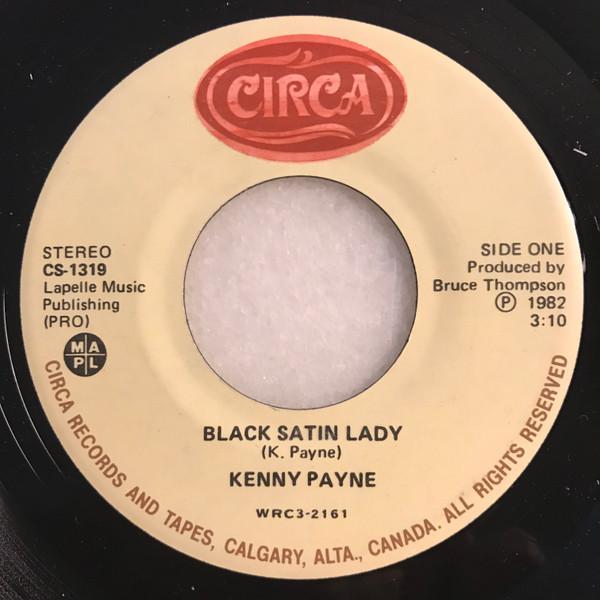 CIRCA
STEREO
CS-1319
Lapelle Music
Publishing
(PRO)
M A
P L
SIDE ONE
Produced by
Bruce Thompson
Ⓟ 1982
3:10
BLACK SATIN LADY
(K. Payne)
KENNY PAYNE
WRC3-2161
CIRCA RECORDS AND TAPES, CALGARY, ALTA., CANADA. ALL RIGHTS RESERVED